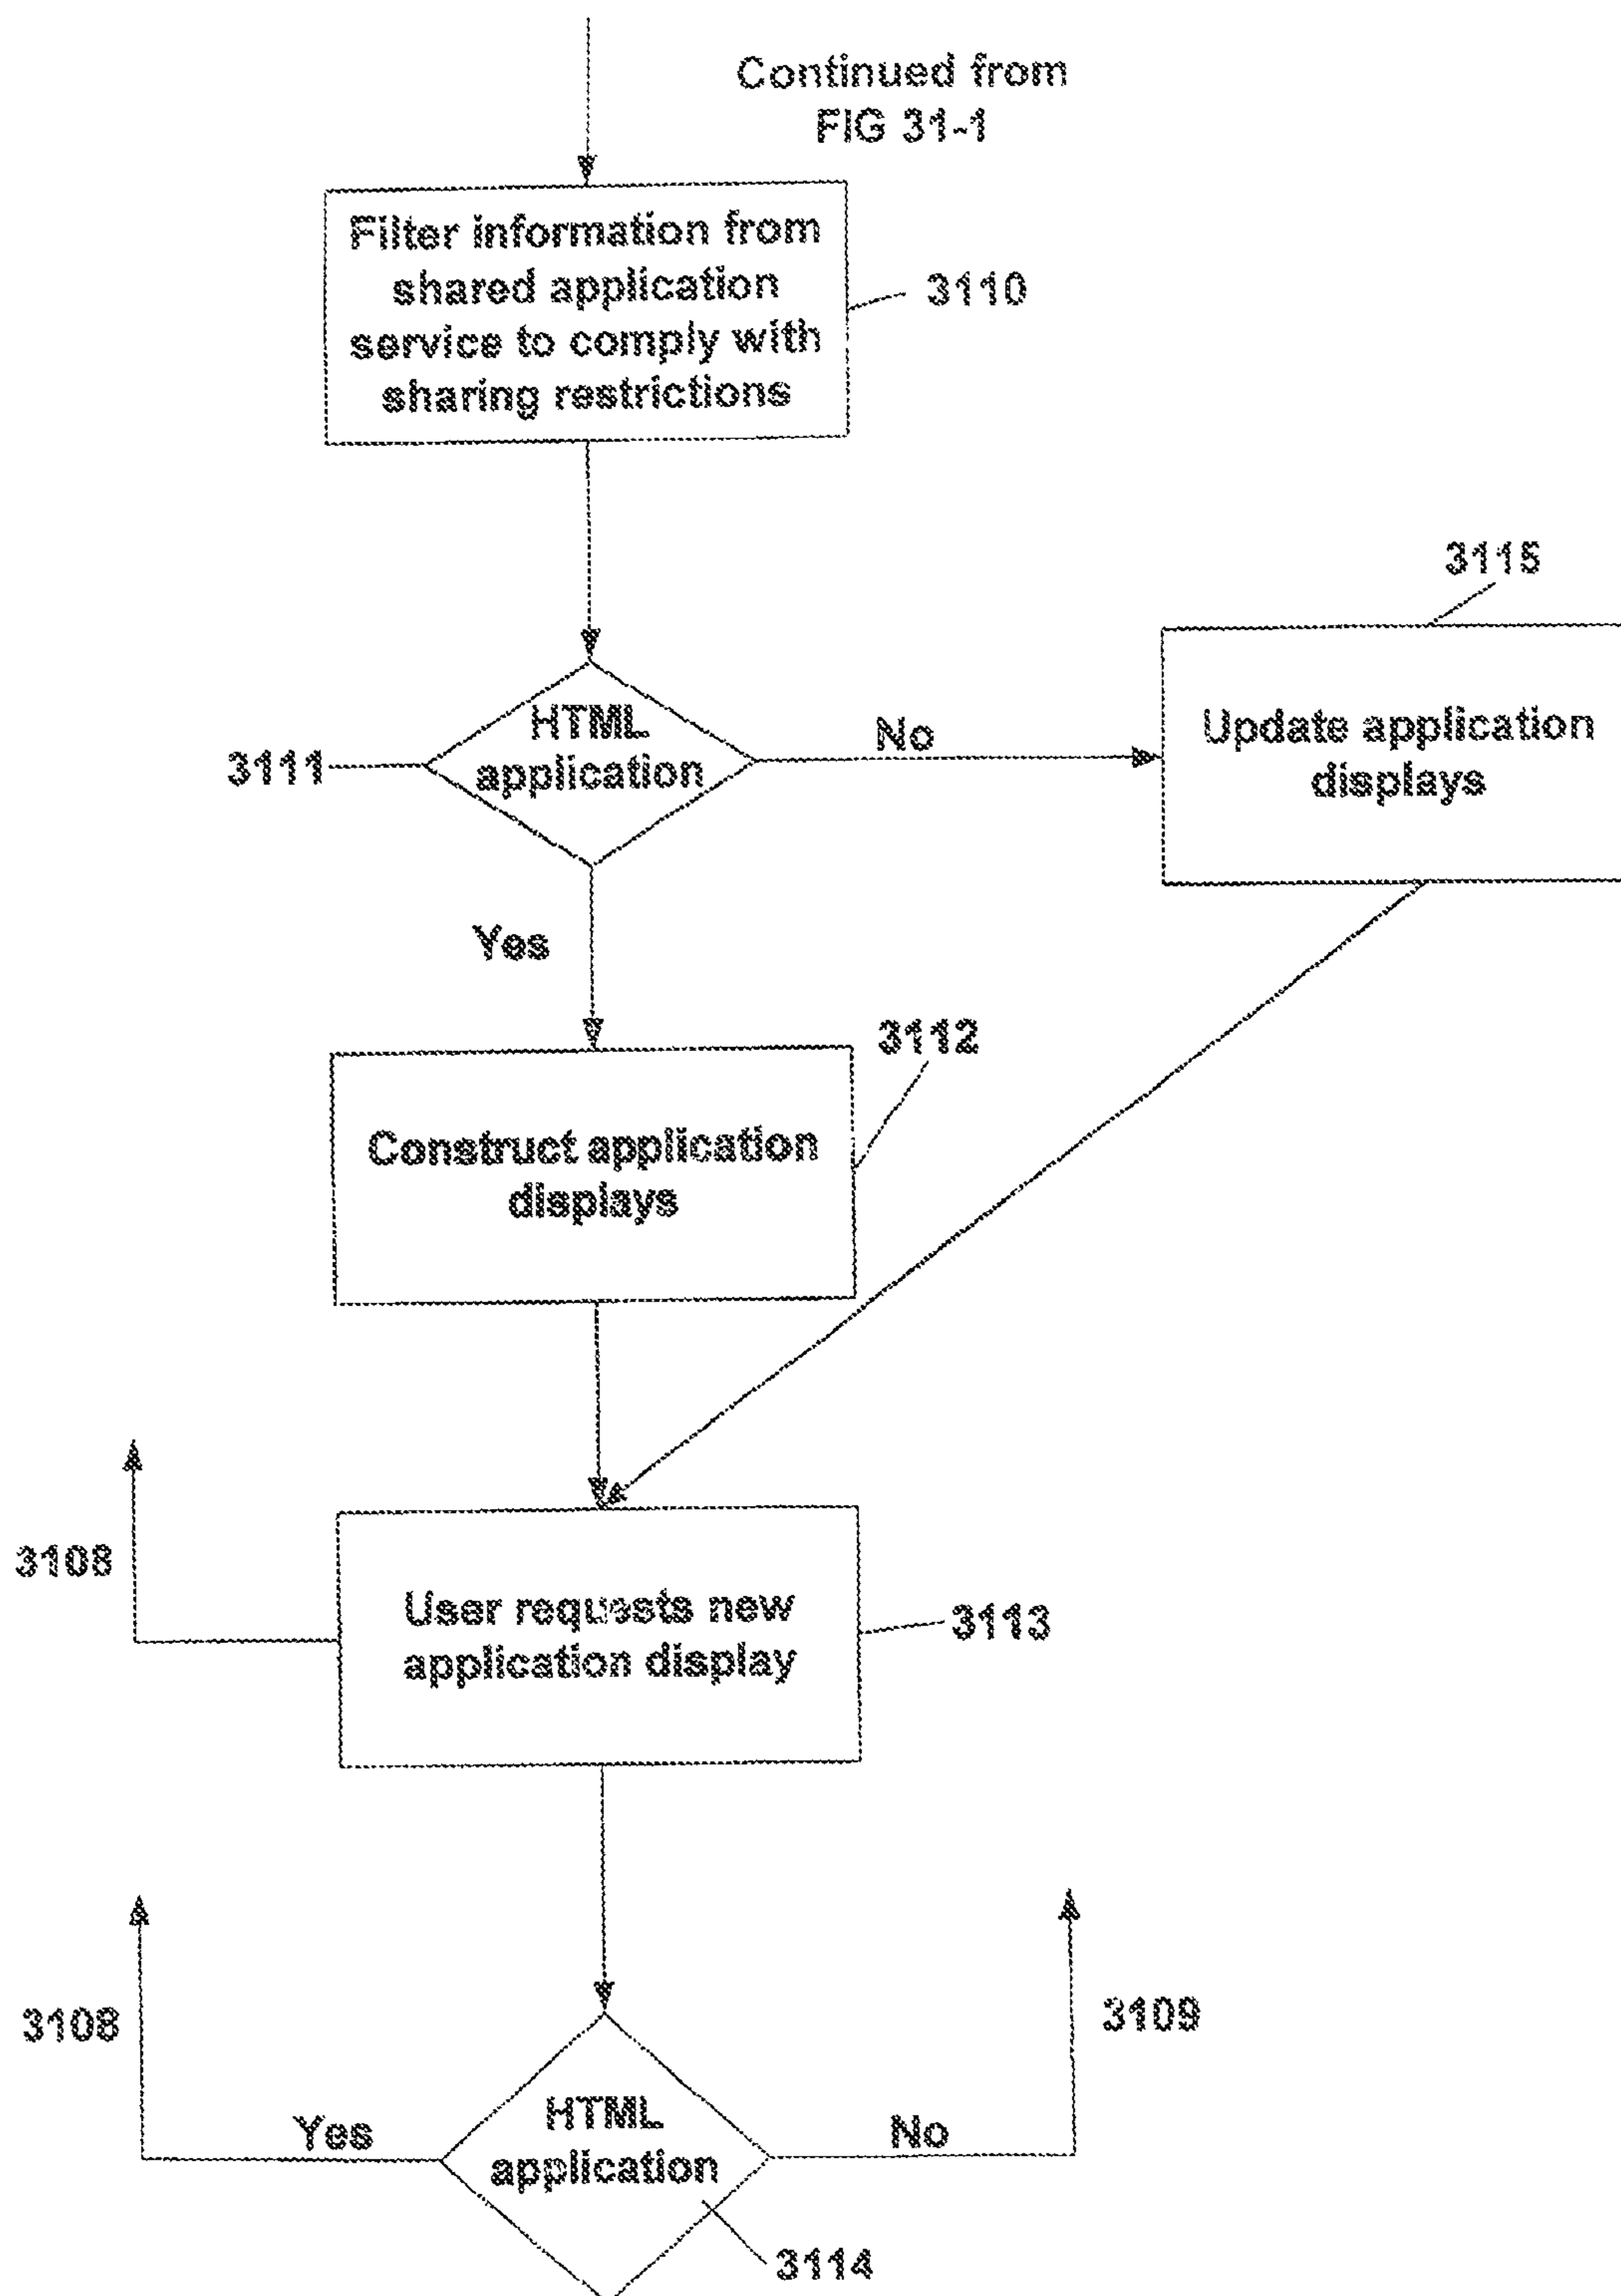 Continued from
FIG 31-1
Filter information from
shared application
service to comply with
sharing restrictions
3110
3115
HTML
application
3111
No
Update application
displays
Yes
3112
Construct application
displays
3108
User requests new
application display
3113
3108
3109
Yes
HTML
application
No
3114